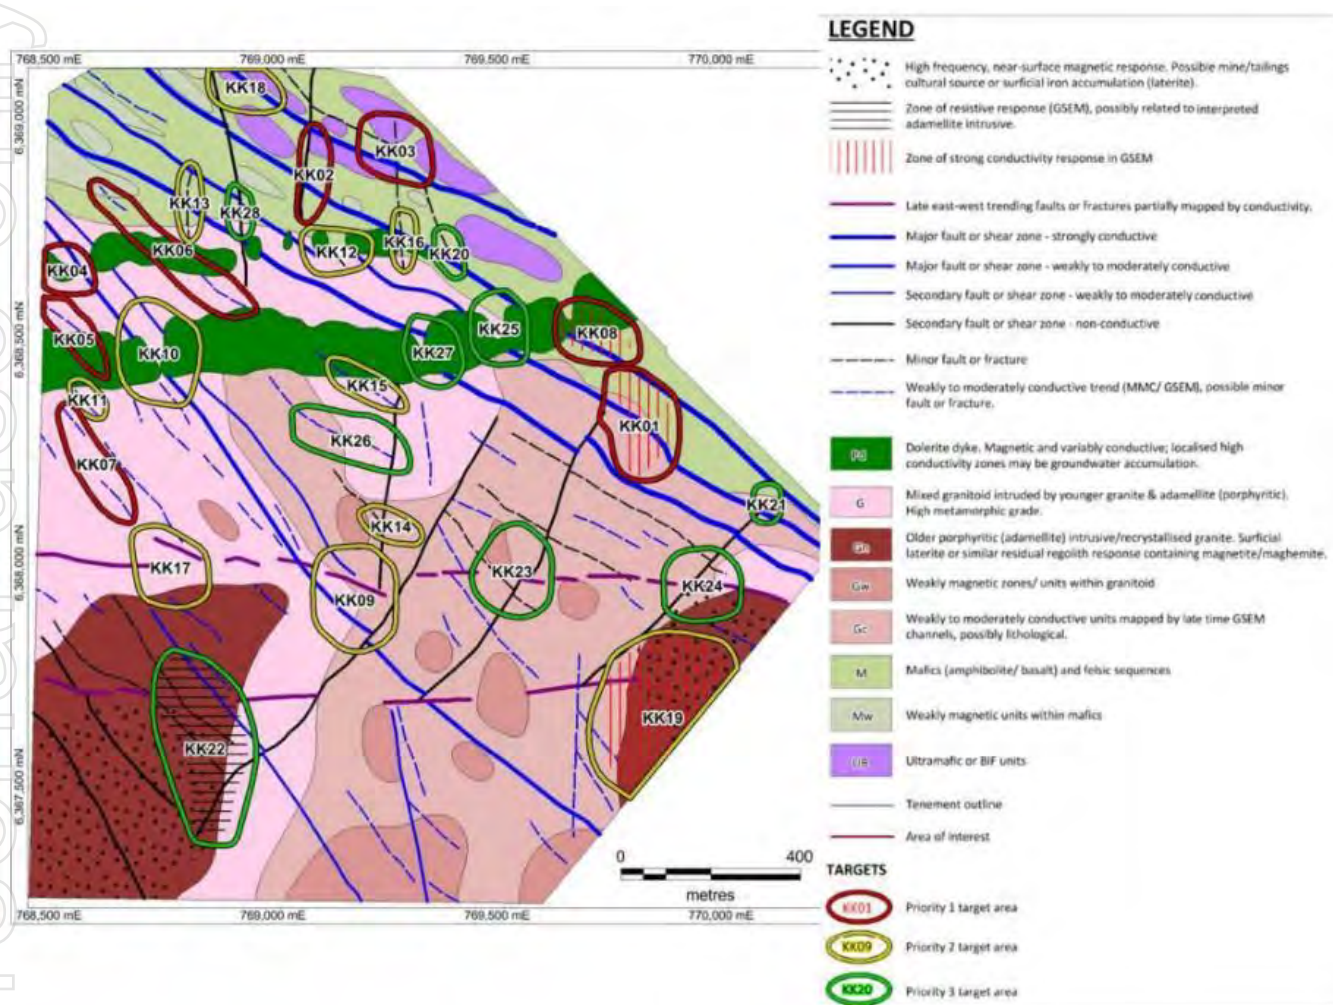 LEGEND
768,500 mE 769,000 mE 769,500 mE 770,000 mE
6,369,000 mN
6,368,500 mN
6,368,000 mN
6,367,500 mN
KK18
KK03
KK02
KK13
KK28
KK06
KK12
KK16
KK20
KK04
KK05
KK10
KK27
KK25
KK08
KK15
KK11
KK26
KK01
KK07
KK21
KK14
KK17
KK09
KK23
KK24
KK19
KK22
0 400
metres
768,500 mE 769,000 mE 769,500 mE 770,000 mE
High frequency, near-surface magnetic response. Possible mine/tailings
cultural source or surficial iron accumulation (laterite).
Zone of resistive response (GSEM), possibly related to interpreted
adamellite intrusive.
Zone of strong conductivity response in GSEM
Late east-west trending faults or fractures partially mapped by conductivity.
Major fault or shear zone - strongly conductive
Major fault or shear zone - weakly to moderately conductive
Secondary fault or shear zone - weakly to moderately conductive
Secondary fault or shear zone - non-conductive
Minor fault or fracture
Weakly to moderately conductive trend (MMC/ GSEM), possible minor
fault or fracture.
Pd Dolerite dyke. Magnetic and variably conductive; localised high
conductivity zones may be groundwater accumulation.
G Mixed granitoid intruded by younger granite & adamellite (porphyritic).
High metamorphic grade.
Older porphyritic (adamellite) intrusive/recrystallised granite. Surficial
laterite or similar residual regolith response containing magnetite/maghemite.
Gw Weakly magnetic zones/ units within granitoid
Gc Weakly to moderately conductive units mapped by late time GSEM
channels, possibly lithological.
M Mafics (amphibolite/ basalt) and felsic sequences
Mw Weakly magnetic units within mafics
Ultramafic or BIF units
Tenement outline
Area of interest
TARGETS
KK01 Priority 1 target area
KK09 Priority 2 target area
KK20 Priority 3 target area